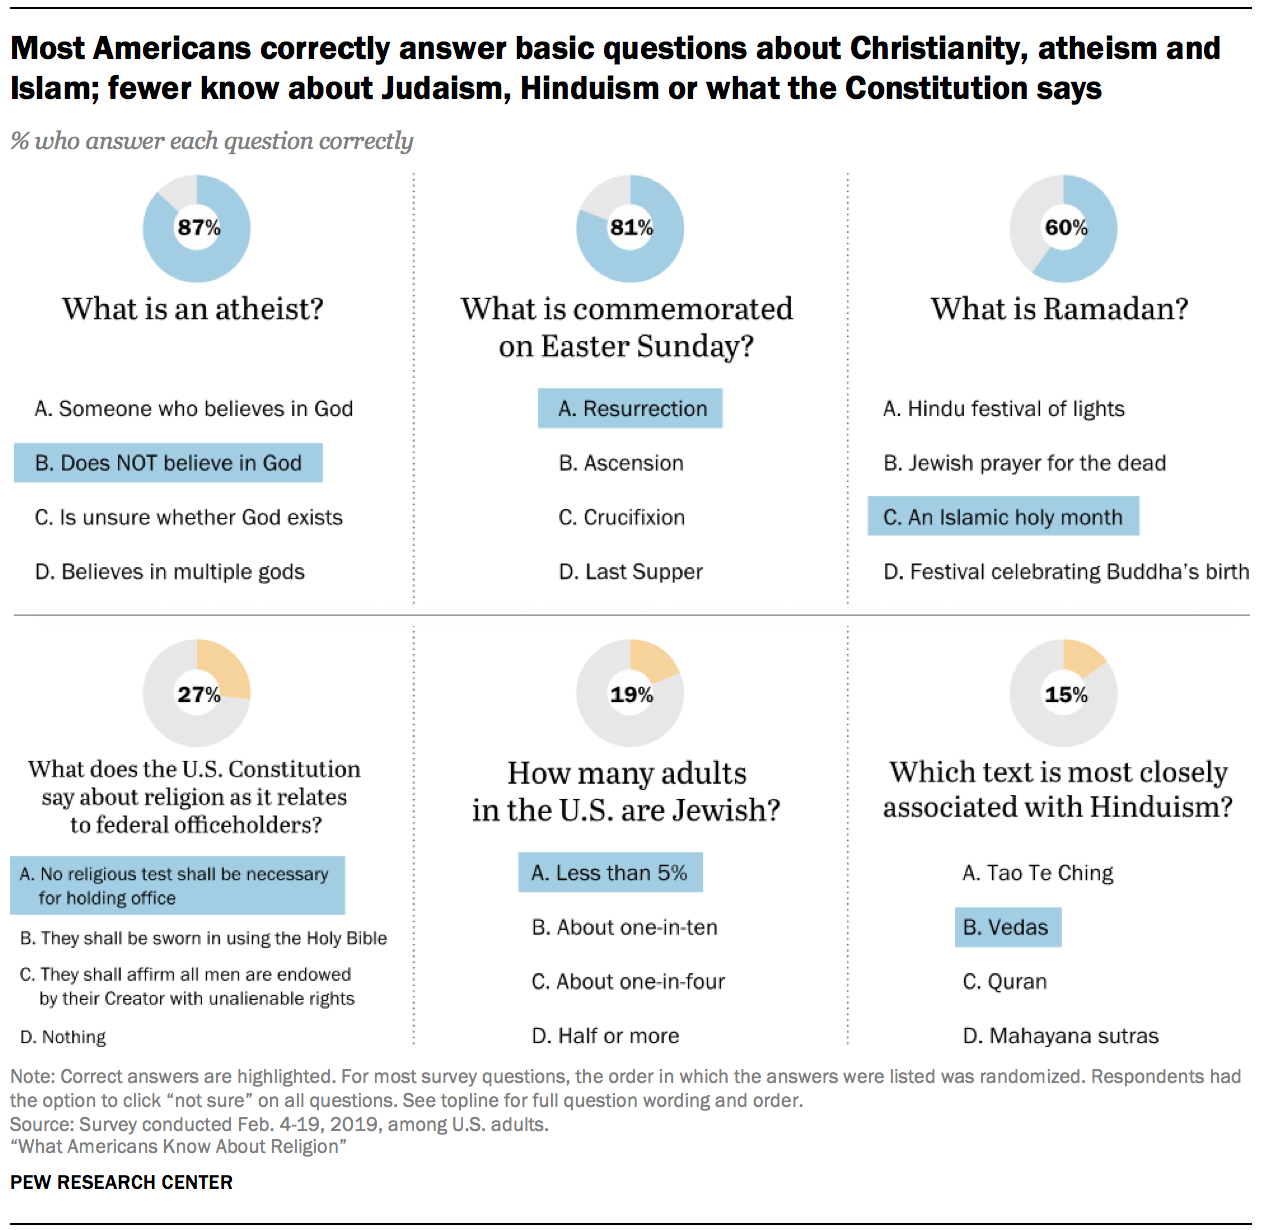 Most Americans correctly answer basic questions about Christianity, atheism and
Islam; fewer know about Judaism, Hinduism or what the Constitution says
% who answer each question correctly
87%
What is an atheist?
A. Someone who believes in God
B. Does NOT believe in God
C. Is unsure whether God exists
D. Believes in multiple gods
81%
What is commemorated
on Easter Sunday?
A. Resurrection
B. Ascension
C. Crucifixion
D. Last Supper
60%
What is Ramadan?
A. Hindu festival of lights
B. Jewish prayer for the dead
C. An Islamic holy month
D. Festival celebrating Buddha's birth
27%
What does the U.S. Constitution
say about religion as it relates
to federal officeholders?
A. No religious test shall be necessary
for holding office
B. They shall be sworn in using the Holy Bible
C. They shall affirm all men are endowed
by their Creator with unalienable rights
D. Nothing
19%
How many adults
in the U.S. are Jewish?
A. Less than 5%
B. About one-in-ten
C. About one-in-four
D. Half or more
15%
Which text is most closely
associated with Hinduism?
A. Tao Te Ching
B. Vedas
C. Quran
D. Mahayana sutras
Note: Correct answers are highlighted. For most survey questions, the order in which the answers were listed was randomized. Respondents had
the option to click “not sure” on all questions. See topline for full question wording and order.
Source: Survey conducted Feb. 4-19, 2019, among U.S. adults.
“What Americans Know About Religion”
PEW RESEARCH CENTER